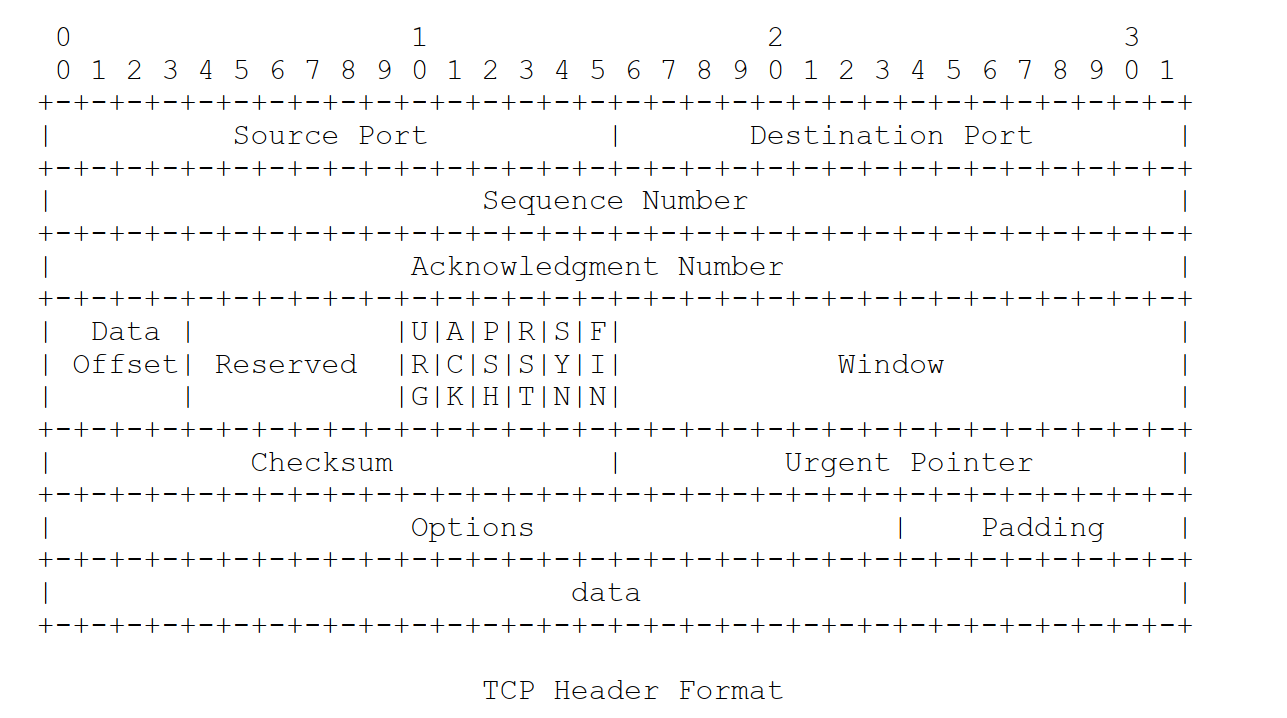 0                   1                   2                   3
 0 1 2 3 4 5 6 7 8 9 0 1 2 3 4 5 6 7 8 9 0 1 2 3 4 5 6 7 8 9 0 1
+-+-+-+-+-+-+-+-+-+-+-+-+-+-+-+-+-+-+-+-+-+-+-+-+-+-+-+-+-+-+-+-+
|          Source Port          |       Destination Port        |
+-+-+-+-+-+-+-+-+-+-+-+-+-+-+-+-+-+-+-+-+-+-+-+-+-+-+-+-+-+-+-+-+
|                        Sequence Number                        |
+-+-+-+-+-+-+-+-+-+-+-+-+-+-+-+-+-+-+-+-+-+-+-+-+-+-+-+-+-+-+-+-+
|                    Acknowledgment Number                      |
+-+-+-+-+-+-+-+-+-+-+-+-+-+-+-+-+-+-+-+-+-+-+-+-+-+-+-+-+-+-+-+-+
|  Data |           |U|A|P|R|S|F|                               |
| Offset| Reserved  |R|C|S|S|Y|I|            Window             |
|       |           |G|K|H|T|N|N|                               |
+-+-+-+-+-+-+-+-+-+-+-+-+-+-+-+-+-+-+-+-+-+-+-+-+-+-+-+-+-+-+-+-+
|           Checksum            |         Urgent Pointer        |
+-+-+-+-+-+-+-+-+-+-+-+-+-+-+-+-+-+-+-+-+-+-+-+-+-+-+-+-+-+-+-+-+
|                    Options                    |    Padding    |
+-+-+-+-+-+-+-+-+-+-+-+-+-+-+-+-+-+-+-+-+-+-+-+-+-+-+-+-+-+-+-+-+
|                             data                              |
+-+-+-+-+-+-+-+-+-+-+-+-+-+-+-+-+-+-+-+-+-+-+-+-+-+-+-+-+-+-+-+-+
                        TCP Header Format